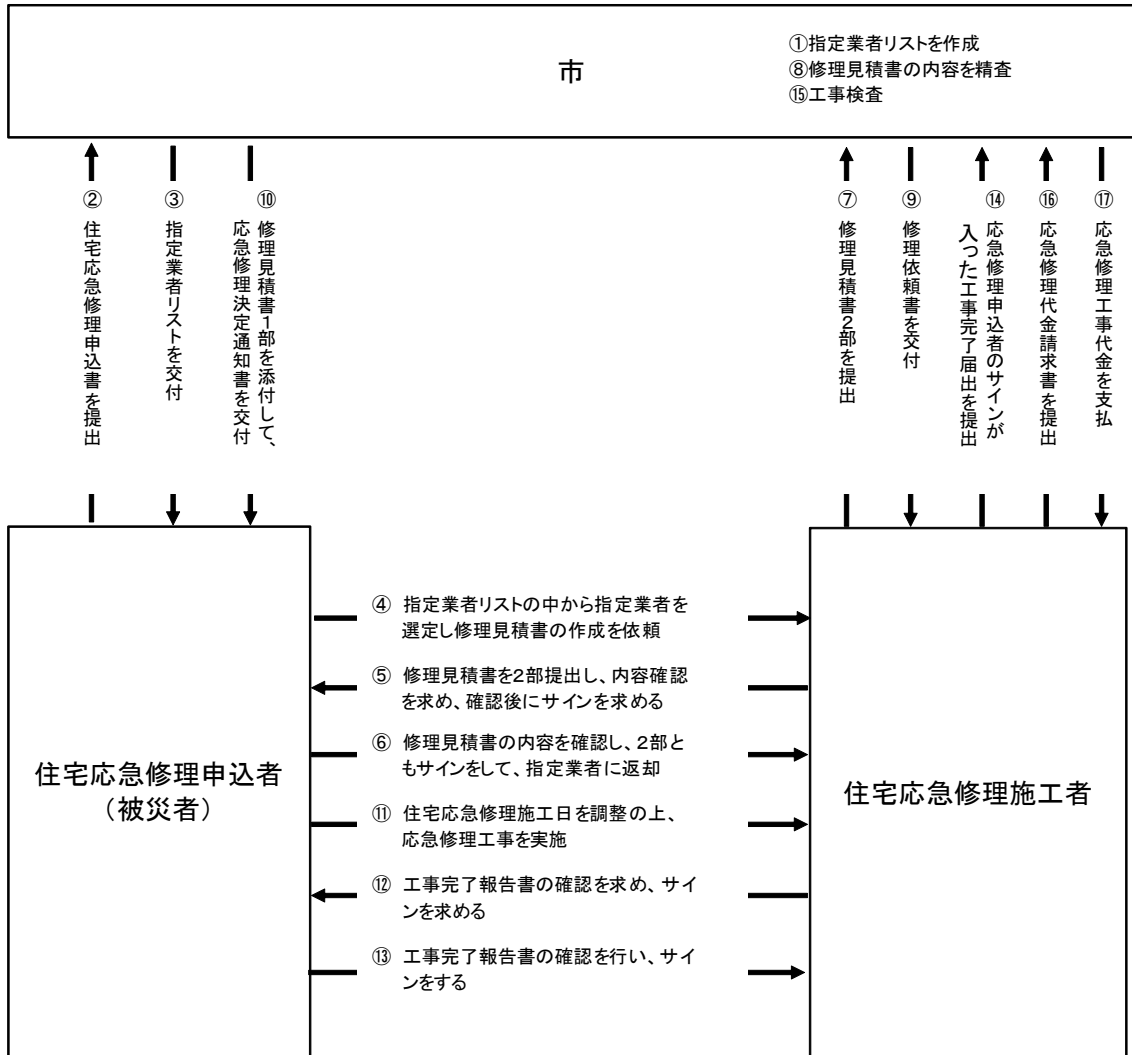 市
①指定業者リストを作成
⑧修理見積書の内容を精査
⑮工事検査
②住宅応急修理申込書を提出
③指定業者リストを交付
⑩修理見積書1部を添付して、
応急修理決定通知書を交付
⑦修理見積書2部を提出
⑨修理依頼書を交付
⑭応急修理申込者のサインが
入った工事完了届出を提出
⑯応急修理代金請求書を提出
⑰応急修理工事代金を支払
④ 指定業者リストの中から指定業者を
選定し修理見積書の作成を依頼
⑤ 修理見積書を2部提出し、内容確認
を求め、確認後にサインを求める
⑥ 修理見積書の内容を確認し、2部と
もサインをして、指定業者に返却
⑪ 住宅応急修理施工日を調整の上、
応急修理工事を実施
⑫ 工事完了報告書の確認を求め、サイ
ンを求める
⑬ 工事完了報告書の確認を行い、サイ
ンをする
住宅応急修理申込者
（被災者）
住宅応急修理施工者